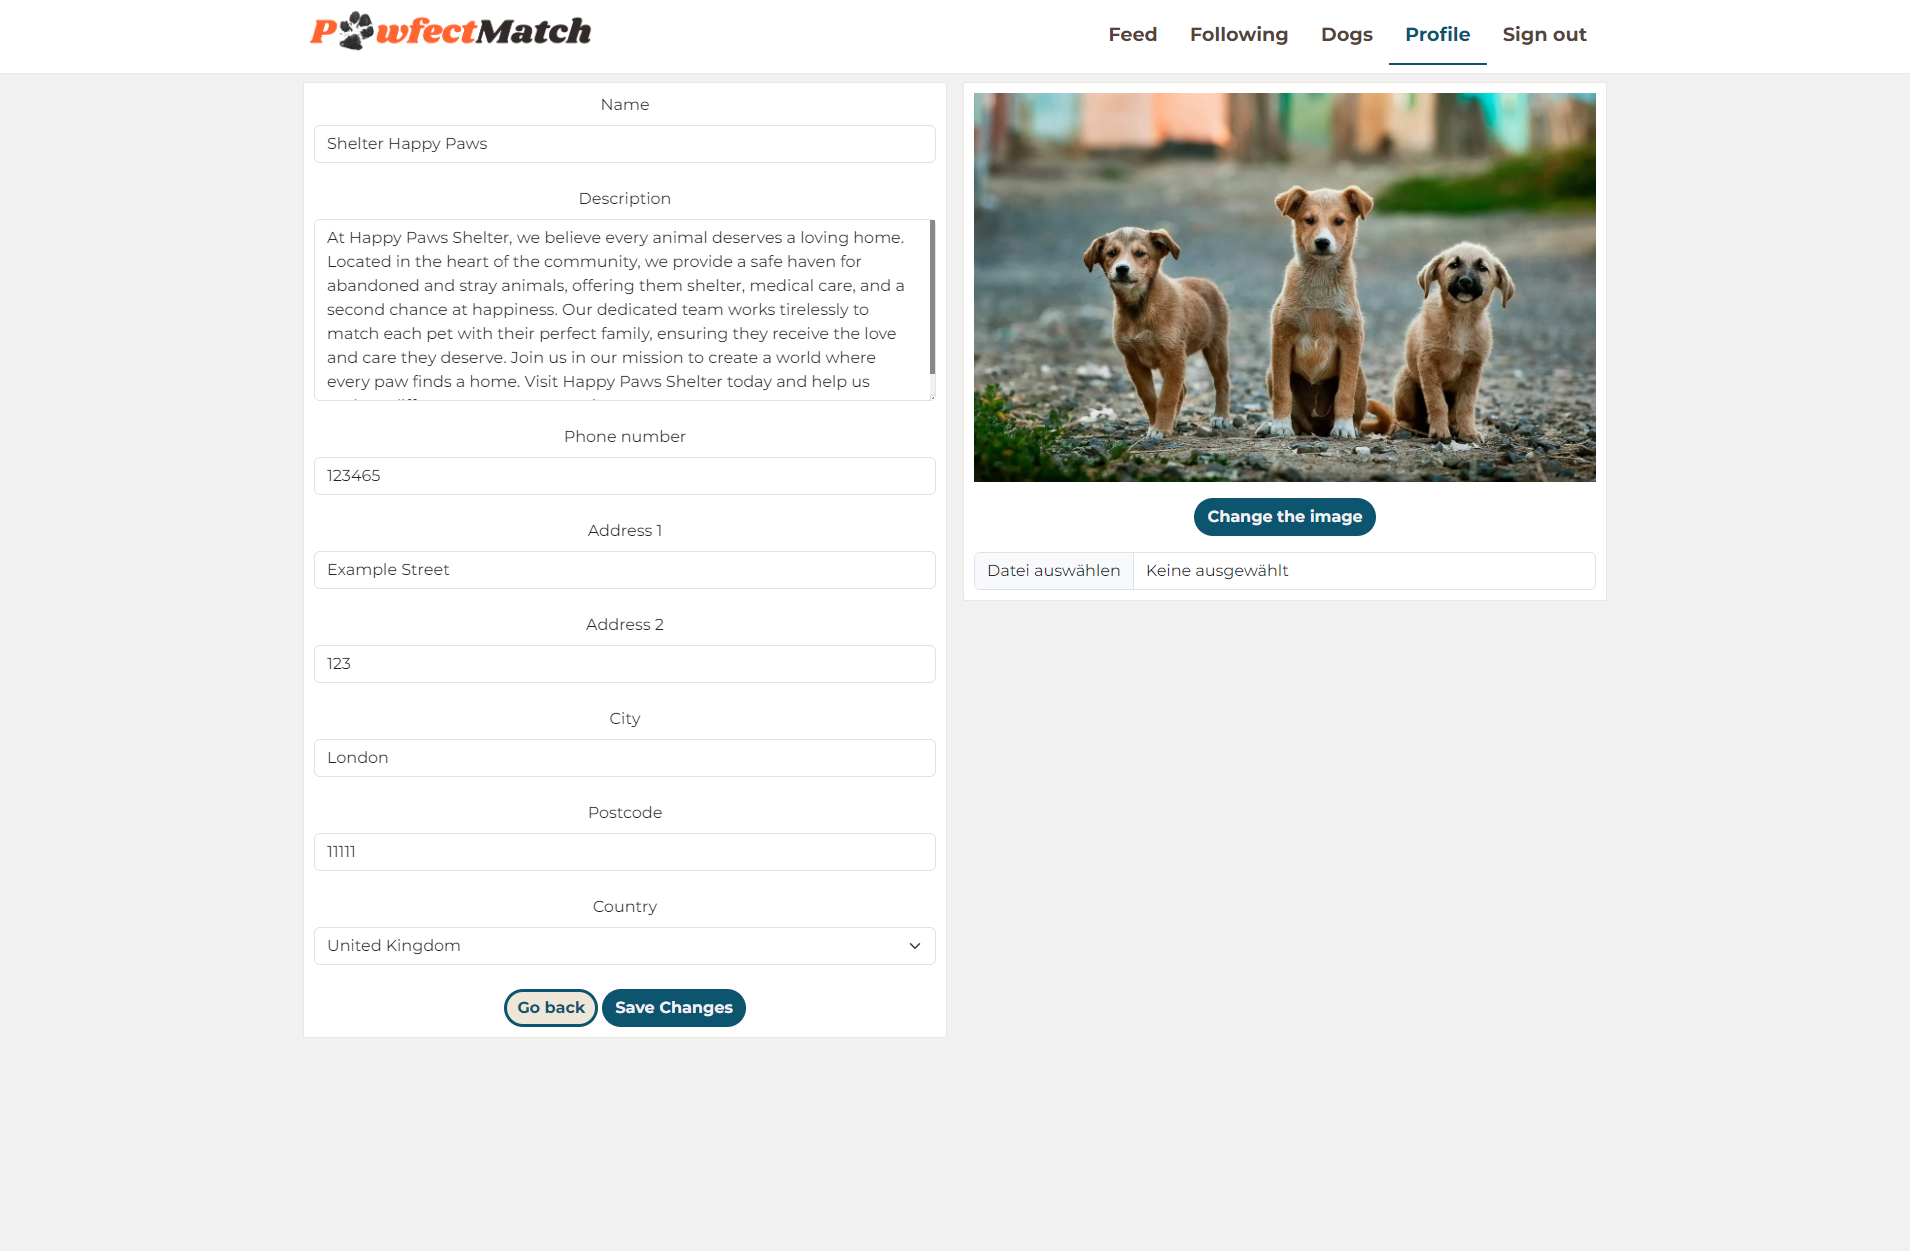 PawfectMatch
Feed Following Dogs Profile Sign out
Name
Shelter Happy Paws
Description
At Happy Paws Shelter, we believe every animal deserves a loving home.
Located in the heart of the community, we provide a safe haven for
abandoned and stray animals, offering them shelter, medical care, and a
second chance at happiness. Our dedicated team works tirelessly to
match each pet with their perfect family, ensuring they receive the love
and care they deserve. Join us in our mission to create a world where
every paw finds a home. Visit Happy Paws Shelter today and help us
Phone number
123465
Address 1
Example Street
Address 2
123
City
London
Postcode
11111
Country
United Kingdom
Go back Save Changes
Change the image
Datei auswählen Keine ausgewählt